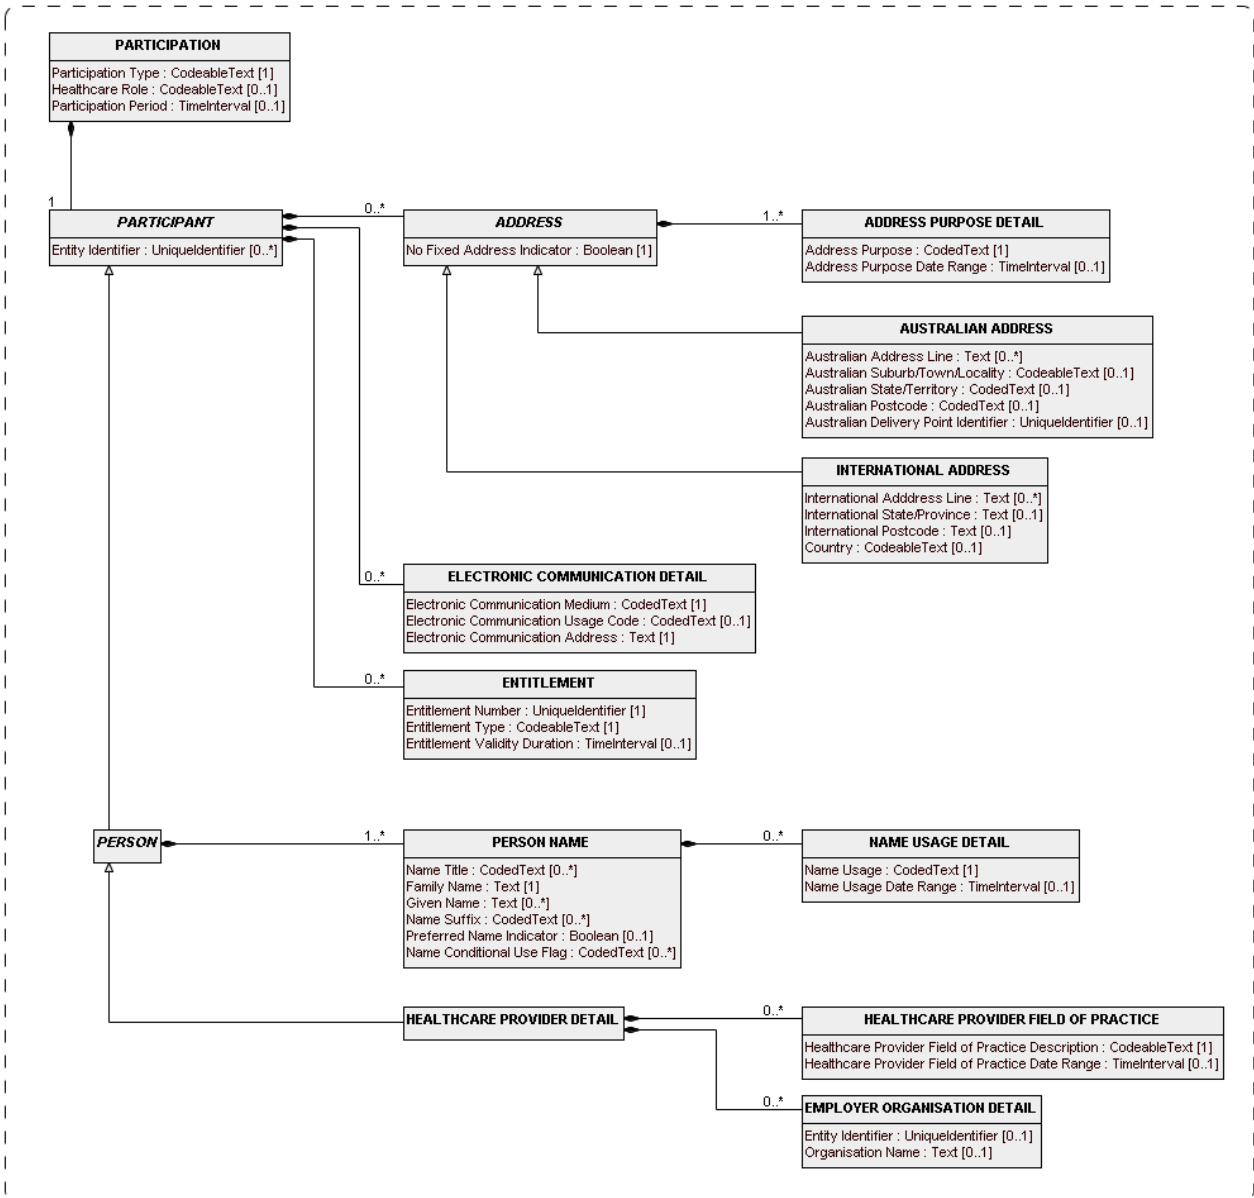 PARTICIPATION
Participation Type : CodeableText [1]
Healthcare Role : CodeableText [0..1]
Participation Period : TimeInterval [0..1]
1
PARTICIPANT
Entity Identifier : UniqueIdentifier [0..*]
0..*
ADDRESS
No Fixed Address Indicator : Boolean [1]
1..*
ADDRESS PURPOSE DETAIL
Address Purpose : CodedText [1]
Address Purpose Date Range : TimeInterval [0..1]
AUSTRALIAN ADDRESS
Australian Address Line : Text [0..*]
Australian Suburb/Town/Locality : CodeableText [0..1]
Australian State/Territory : CodedText [0..1]
Australian Postcode : CodedText [0..1]
Australian Delivery Point Identifier : UniqueIdentifier [0..1]
INTERNATIONAL ADDRESS
International Adddress Line : Text [0..*]
International State/Province : Text [0..1]
International Postcode : Text [0..1]
Country : CodeableText [0..1]
0..*
ELECTRONIC COMMUNICATION DETAIL
Electronic Communication Medium : CodedText [1]
Electronic Communication Usage Code : CodedText [0..1]
Electronic Communication Address : Text [1]
0..*
ENTITLEMENT
Entitlement Number : UniqueIdentifier [1]
Entitlement Type : CodeableText [1]
Entitlement Validity Duration : TimeInterval [0..1]
PERSON
1..*
PERSON NAME
Name Title : CodedText [0..*]
Family Name : Text [1]
Given Name : Text [0..*]
Name Suffix : CodedText [0..*]
Preferred Name Indicator : Boolean [0..1]
Name Conditional Use Flag : CodedText [0..*]
0..*
NAME USAGE DETAIL
Name Usage : CodedText [1]
Name Usage Date Range : TimeInterval [0..1]
HEALTHCARE PROVIDER DETAIL
0..*
HEALTHCARE PROVIDER FIELD OF PRACTICE
Healthcare Provider Field of Practice Description : CodeableText [1]
Healthcare Provider Field of Practice Date Range : TimeInterval [0..1]
0..*
EMPLOYER ORGANISATION DETAIL
Entity Identifier : UniqueIdentifier [0..1]
Organisation Name : Text [0..1]